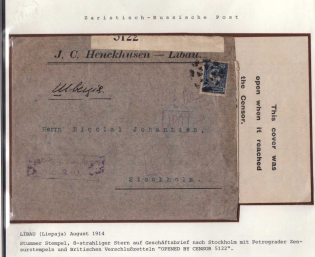 Zaristisch-Russische Post
5122
J. C. Henckhusen — Libau.
Herrn Nicolai Johansson,
Stockholm.
This cover was
open when it reached
the Censor.
LIBAU (Liepaja) August 1914
Stummer Stempel, 8-strahliger Stern auf Geschäftsbrief nach Stockholm mit Petrograder Zen-
surstempeln und Britischen Verschlußzetteln "OPENED BY CENSOR 5122".